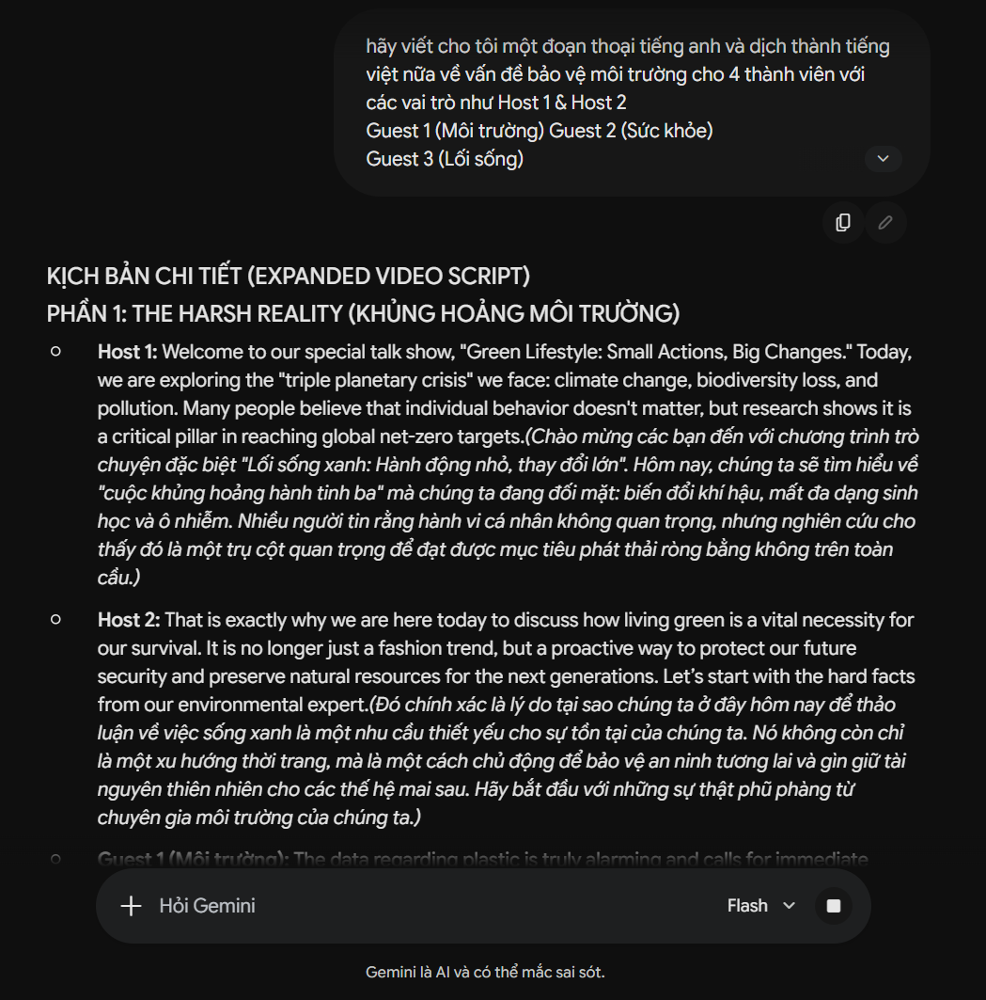 hãy viết cho tôi một đoạn thoại tiếng anh và dịch thành tiếng
việt nữa về vấn đề bảo vệ môi trường cho 4 thành viên với
các vai trò như Host 1 & Host 2
Guest 1 (Môi trường) Guest 2 (Sức khỏe)
Guest 3 (Lối sống)
KỊCH BẢN CHI TIẾT (EXPANDED VIDEO SCRIPT)
PHẦN 1: THE HARSH REALITY (KHỦNG HOẢNG MÔI TRƯỜNG)
Host 1: Welcome to our special talk show, "Green Lifestyle: Small Actions, Big Changes." Today,
we are exploring the "triple planetary crisis" we face: climate change, biodiversity loss, and
pollution. Many people believe that individual behavior doesn't matter, but research shows it is
a critical pillar in reaching global net-zero targets.(Chào mừng các bạn đến với chương trình trò
chuyện đặc biệt "Lối sống xanh: Hành động nhỏ, thay đổi lớn". Hôm nay, chúng ta sẽ tìm hiểu về
"cuộc khủng hoảng hành tinh ba" mà chúng ta đang đối mặt: biến đổi khí hậu, mất đa dạng sinh
học và ô nhiễm. Nhiều người tin rằng hành vi cá nhân không quan trọng, nhưng nghiên cứu cho
thấy đó là một trụ cột quan trọng để đạt được mục tiêu phát thải ròng bằng không trên toàn
cầu.)
Host 2: That is exactly why we are here today to discuss how living green is a vital necessity for
our survival. It is no longer just a fashion trend, but a proactive way to protect our future
security and preserve natural resources for the next generations. Let's start with the hard facts
from our environmental expert.(Đó chính xác là lý do tại sao chúng ta ở đây hôm nay để thảo
luận về việc sống xanh là một nhu cầu thiết yếu cho sự tồn tại của chúng ta. Nó không còn chỉ
là một xu hướng thời trang, mà là một cách chủ động để bảo vệ an ninh tương lai và gìn giữ tài
nguyên thiên nhiên cho các thế hệ mai sau. Hãy bắt đầu với những sự thật phũ phàng từ
chuyên gia môi trường của chúng ta.)
Guest 1 (Môi trường): The data regarding plastic is truly alarming and calls for immediate
Hỏi Gemini
Flash
Gemini là AI và có thể mắc sai sót.